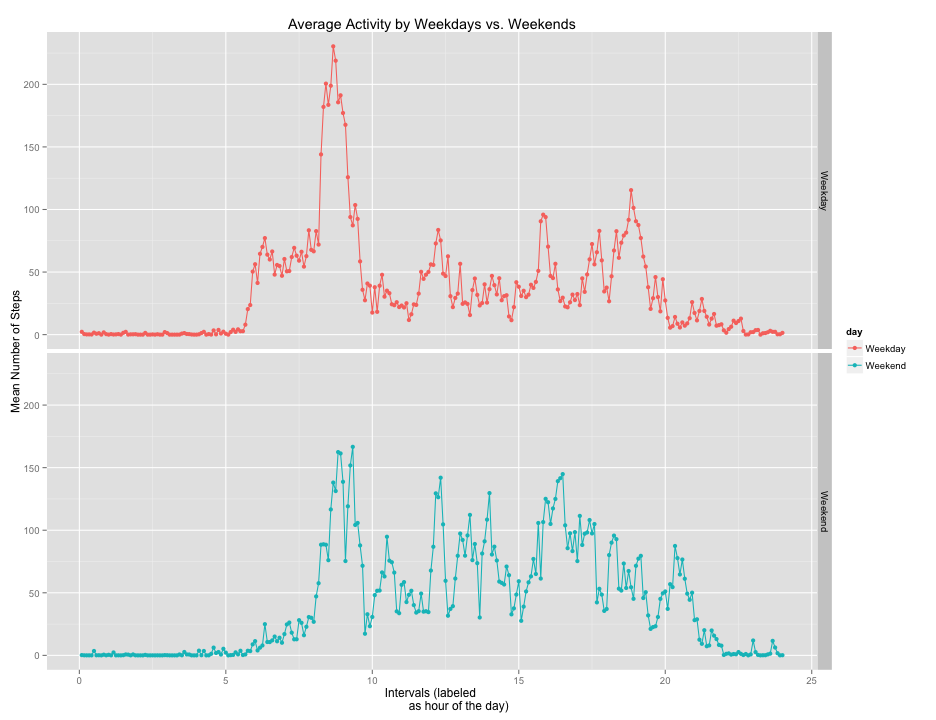 Average Activity by Weekdays vs. Weekends
Mean Number of Steps
200
150
100
50
0
Weekday
200
150
100
50
0
Weekend
0
5
10
15
20
25
Intervals (labeled
as hour of the day)
day
Weekday
Weekend